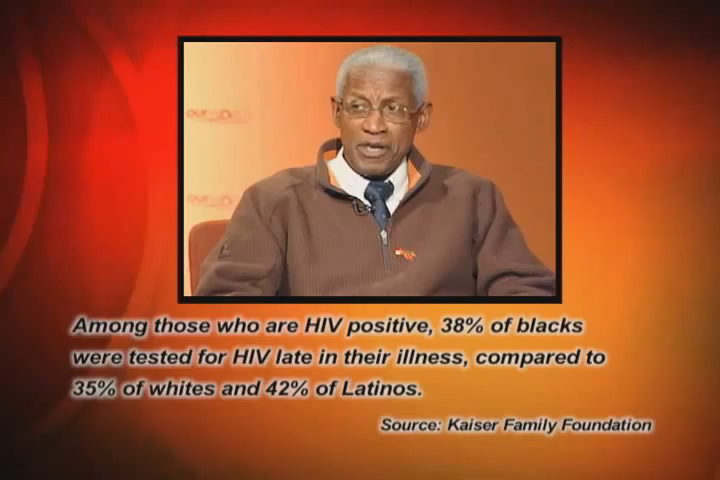 Among those who are HIV positive, 38% of blacks
were tested for HIV late in their illness, compared to
35% of whites and 42% of Latinos.
Source: Kaiser Family Foundation